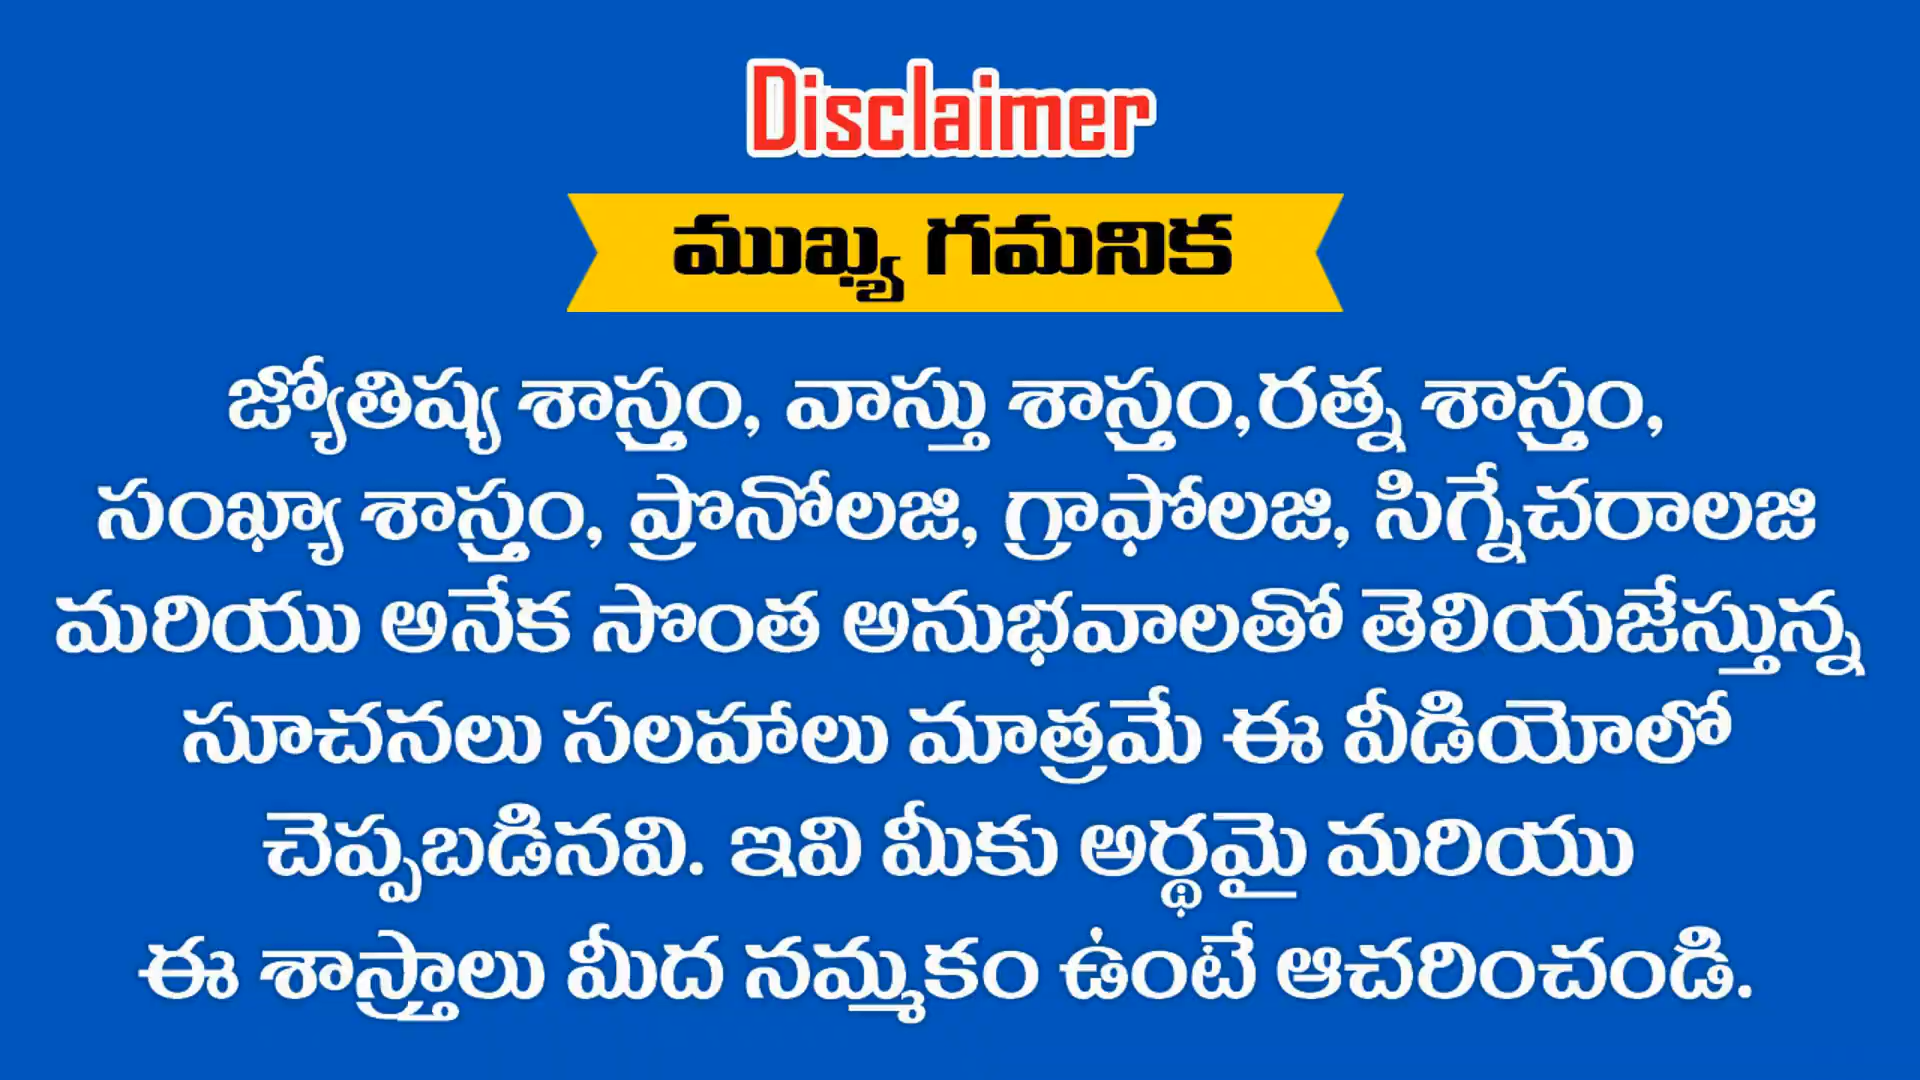 Disclaimer
ముఖ్య గమనిక
జ్యోతిష్య శాస్త్రం, వాస్తు శాస్త్రం,రత్న శాస్త్రం,
సంఖ్యా శాస్త్రం, ప్రొనోలజి, గ్రాఫోలజి, సిగ్నేచరాలజి
మరియు అనేక సొంత అనుభవాలతో తెలియజేస్తున్న
సూచనలు సలహాలు మాత్రమే ఈ వీడియోలో
చెప్పబడినవి. ఇవి మీకు అర్థమై మరియు
ఈ శాస్త్రాలు మీద నమ్మకం ఉంటే ఆచరించండి.